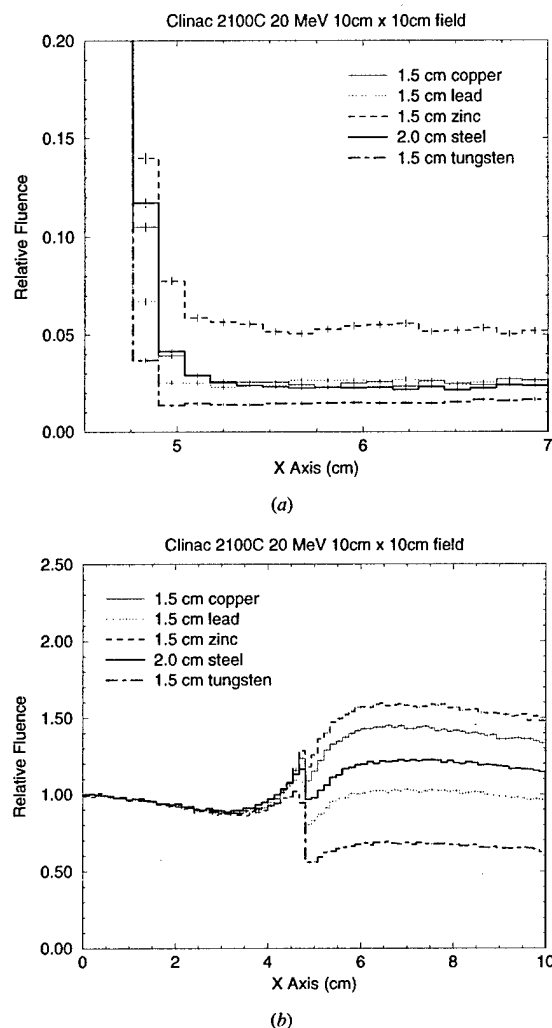 Clinac 2100C 20 MeV 10cm x 10cm field
0.20
0.15
0.10
0.05
0.00
Relative Fluence
1.5 cm copper
1.5 cm lead
1.5 cm zinc
2.0 cm steel
1.5 cm tungsten
5 6 7
X Axis (cm)
(a)
Clinac 2100C 20 MeV 10cm x 10cm field
2.50
2.00
1.50
1.00
0.50
0.00
Relative Fluence
1.5 cm copper
1.5 cm lead
1.5 cm zinc
2.0 cm steel
1.5 cm tungsten
0 2 4 6 8 10
X Axis (cm)
(b)